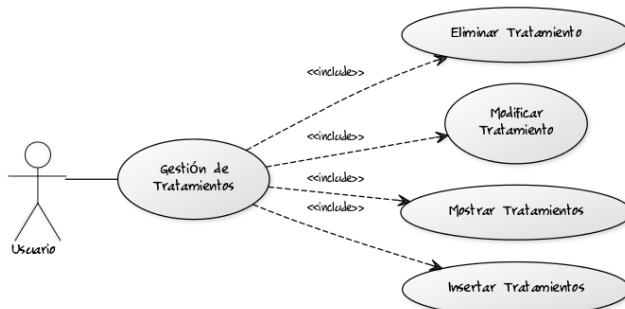 Eliminar Tratamiento
<<include>>
Modificar
Tratamiento
<<include>>
Gestión de
Tratamientos
<<include>>
Mostrar Tratamientos
<<include>>
Usuario
Insertar Tratamientos